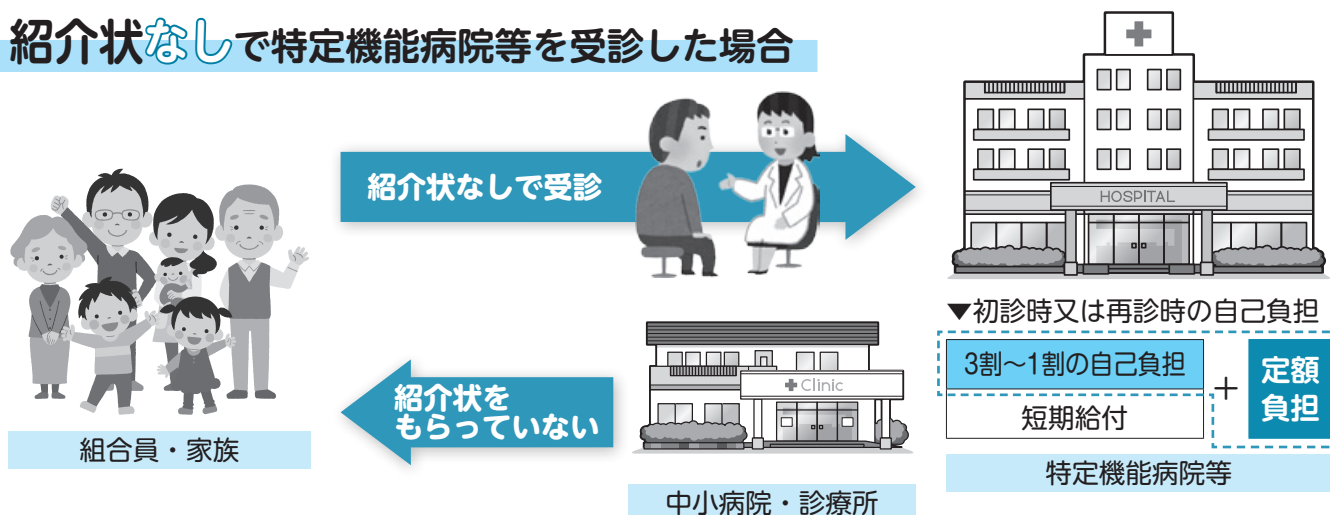 紹介状なしで特定機能病院等を受診した場合
紹介状なしで受診
HOSPITAL
▼初診時又は再診時の自己負担
3割〜1割の自己負担
短期給付
+
定額
負担
特定機能病院等
Clinic
紹介状を
もらっていない
組合員・家族
中小病院・診療所